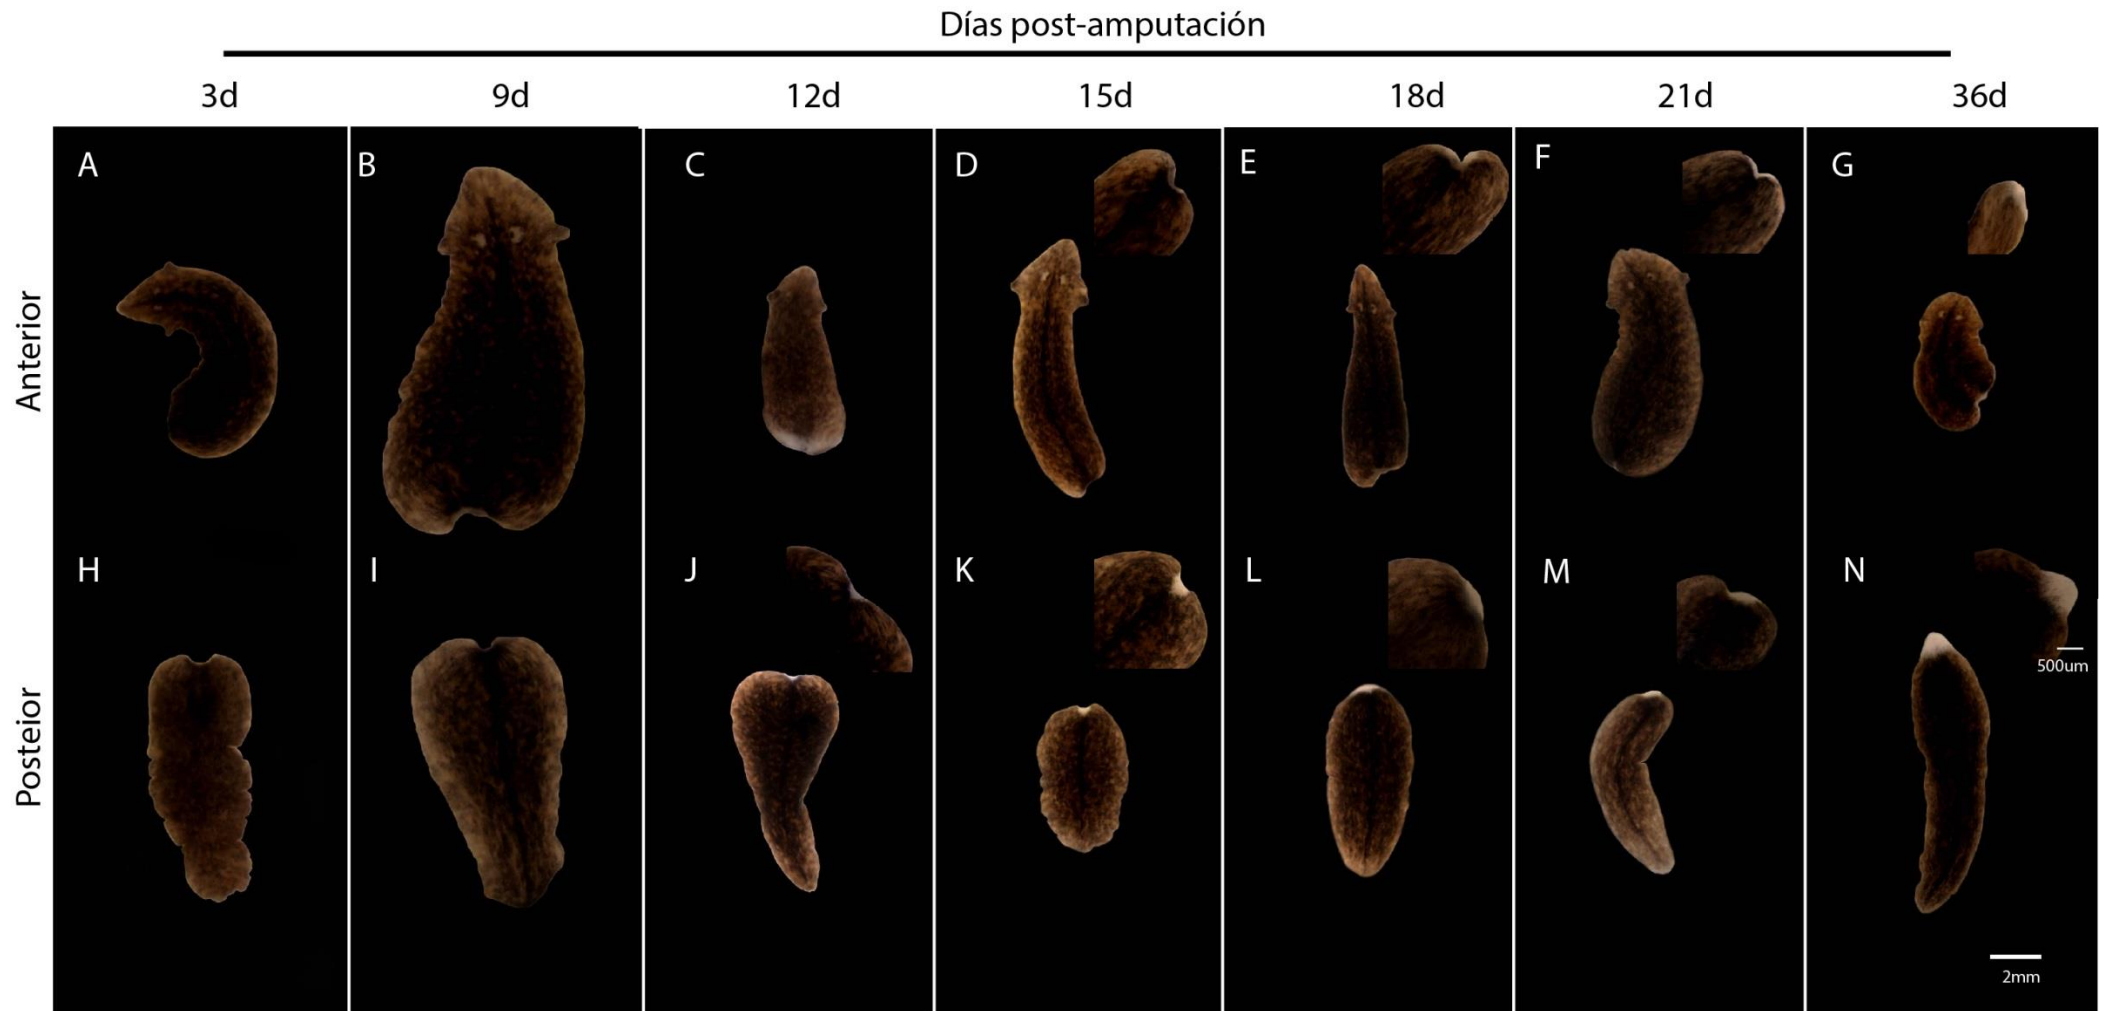 Días post-amputación
3d 9d 12d 15d 18d 21d 36d
Anterior
A B C D E F G
Posteior
H I J K L M N
500um
2mm